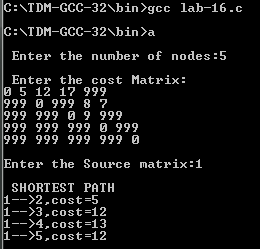 C:\TDM-GCC-32\bin>gcc lab-16.c
C:\TDM-GCC-32\bin>a
Enter the number of nodes:5
Enter the cost Matrix:
0 5 12 17 999
999 0 999 8 7
999 999 0 9 999
999 999 999 0 999
999 999 999 999 0
Enter the Source matrix:1
SHORTEST PATH
1-->2,cost=5
1-->3,cost=12
1-->4,cost=13
1-->5,cost=12